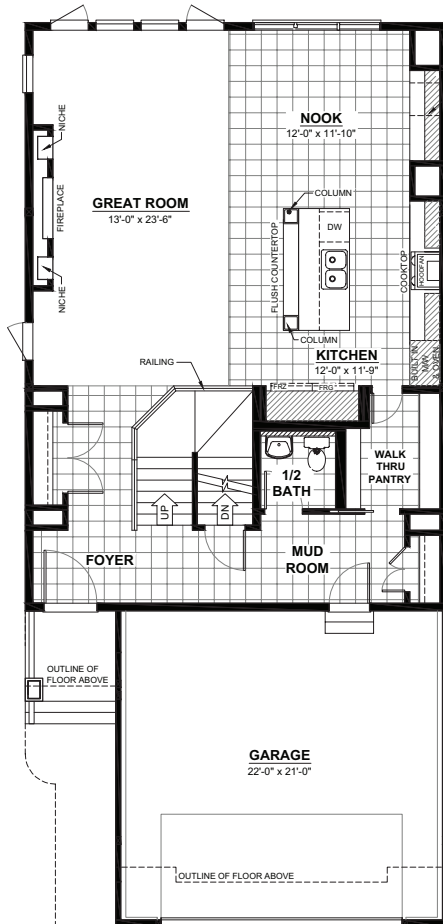 NOOK
12'-0" x 11'-10"
NICHE
GREAT ROOM
13'-0" x 23'-6"
FIREPLACE
NICHE
COLUMN
DW
FLUSH COUNTERTOP
COOKTOP
HOODFAN
COLUMN
KITCHEN
12'-0" x 11'-9"
BUILT IN
M/W
& OVEN
RAILING
FRZ
FRG
WALK
THRU
PANTRY
1/2
BATH
UP
DN
FOYER
MUD
ROOM
OUTLINE OF
FLOOR ABOVE
GARAGE
22'-0" x 21'-0"
OUTLINE OF FLOOR ABOVE